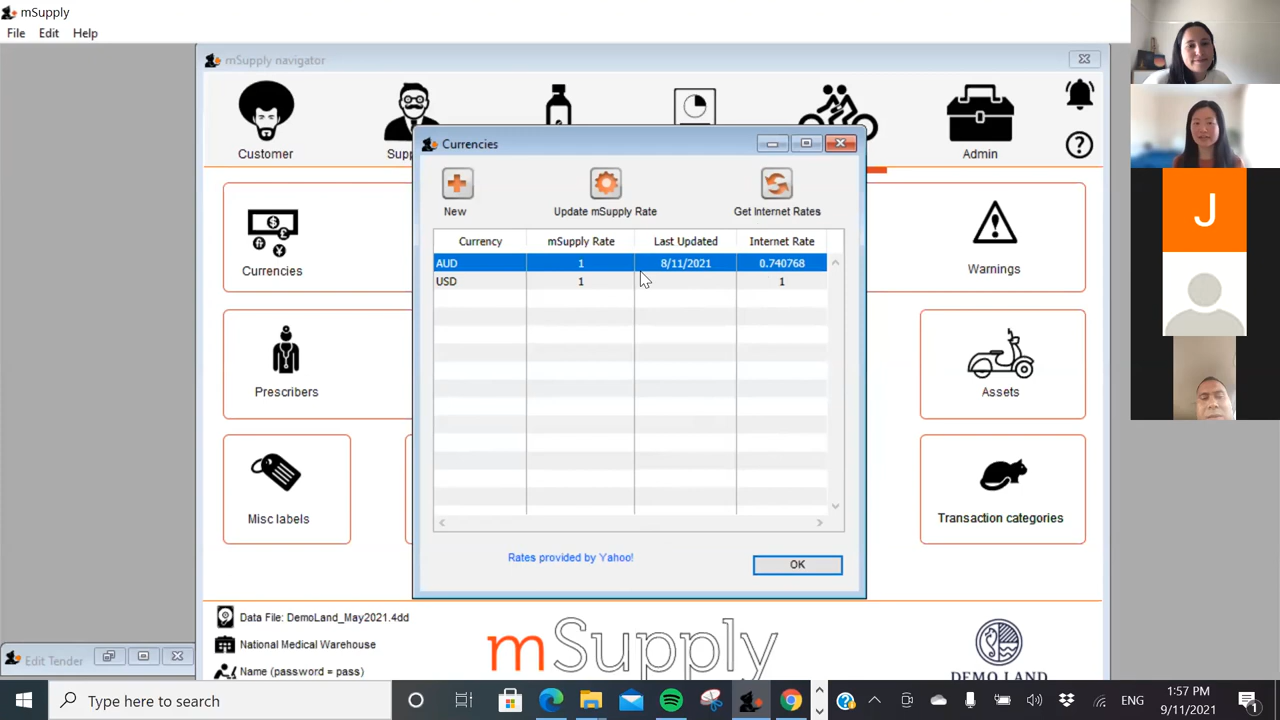 mSupply
File Edit Help
mSupply navigator
Customer
Admin
Currencies
New
Update mSupply Rate
Get Internet Rates
Currency mSupply Rate Last Updated Internet Rate
AUD 1 8/11/2021 0.740768
USD 1 1
Rates provided by Yahoo!
OK
Currencies
Warnings
Prescribers
Assets
Misc labels
Transaction categories
Data File: DemoLand_May2021.4dd
National Medical Warehouse
Name (password = pass)
mSupply
DEMO LAND
Edit Tender
J
Type here to search
ENG
1:57 PM
9/11/2021
1